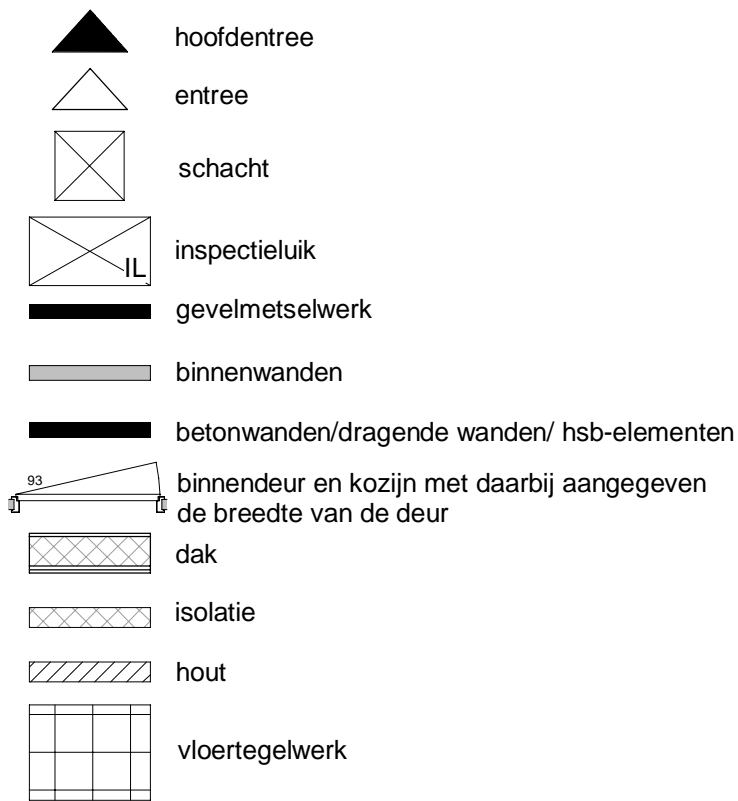 hoofdentree
entree
schacht
IL
inspectieluik
gevelmetselwerk
binnenwanden
betonwanden/dragende wanden/ hsb-elementen
93
binnendeur en kozijn met daarbij aangegeven
de breedte van de deur
dak
isolatie
hout
vloertegelwerk